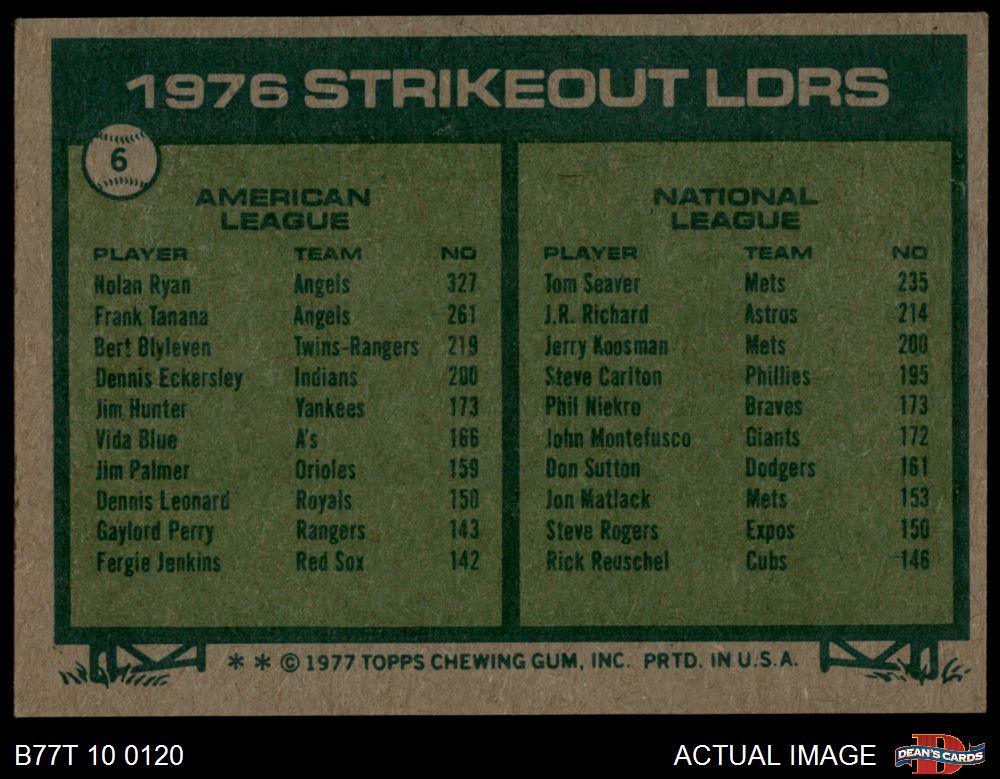 1976 STRIKEOUT LDRS
6
AMERICAN
LEAGUE
PLAYER TEAM NO
Nolan Ryan Angels 327
Frank Tanana Angels 261
Bert Blyleven Twins-Rangers 219
Dennis Eckersley Indians 200
Jim Hunter Yankees 173
Vida Blue A's 166
Jim Palmer Orioles 159
Dennis Leonard Royals 150
Gaylord Perry Rangers 143
Fergie Jenkins Red Sox 142
NATIONAL
LEAGUE
PLAYER TEAM NO
Tom Seaver Mets 235
J.R. Richard Astros 214
Jerry Koosman Mets 200
Steve Carlton Phillies 195
Phil Niekro Braves 173
John Montefusco Giants 172
Don Sutton Dodgers 161
Jon Matlack Mets 153
Steve Rogers Expos 150
Rick Reuschel Cubs 146
* * © 1977 TOPPS CHEWING GUM, INC. PRTD. IN U.S.A.
B77T 10 0120 ACTUAL IMAGE
DEAN'S CARDS